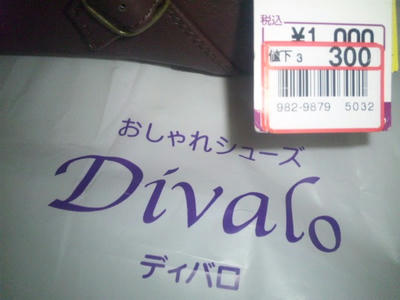 税込
¥1,000
値下 3 300
982-9879 5032
おしゃれシューズ
Divalo
ディバロ